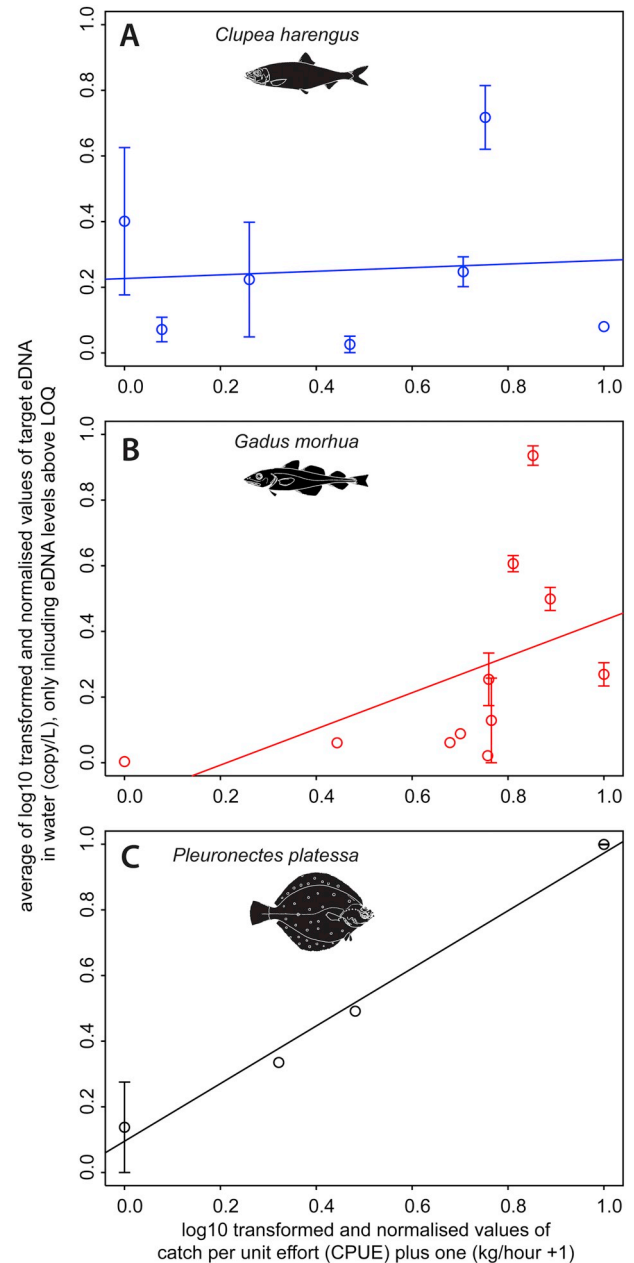 average of log10 transformed and normalised values of target eDNA
in water (copy/L), only inlcuding eDNA levels above LOQ
A
Clupea harengus
1.0
0.8
0.6
0.4
0.2
0.0
0.0 0.2 0.4 0.6 0.8 1.0
B
Gadus morhua
1.0
0.8
0.6
0.4
0.2
0.0
0.0 0.2 0.4 0.6 0.8 1.0
C
Pleuronectes platessa
1.0
0.8
0.6
0.4
0.2
0.0
0.0 0.2 0.4 0.6 0.8 1.0
log10 transformed and normalised values of
catch per unit effort (CPUE) plus one (kg/hour +1)